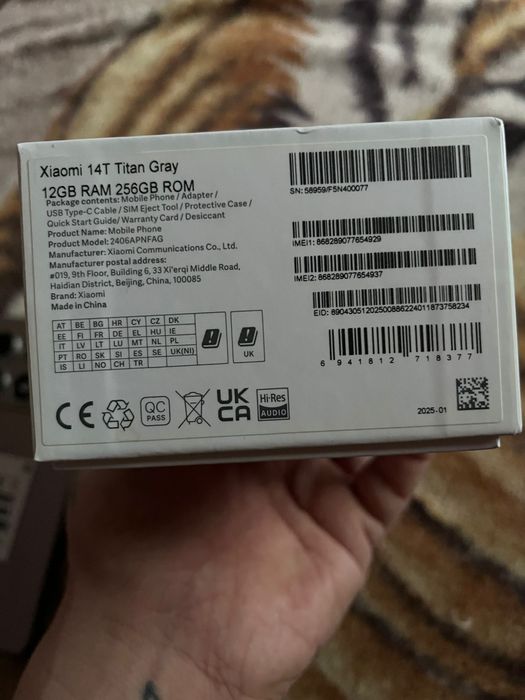 Xiaomi 14T Titan Gray
12GB RAM 256GB ROM
Package contents: Mobile Phone / Adapter /
USB Type-C Cable / SIM Eject Tool / Protective Case /
Quick Start Guide/ Warranty Card / Desiccant
Product Name: Mobile Phone
Product Model: 2406APNFAG
Manufacturer: Xiaomi Communications Co., Ltd.
Manufacturer postal address:
#019, 9th Floor, Building 6, 33 Xi'erqi Middle Road,
Haidian District, Beijing, China, 100085
Brand: Xiaomi
Made in China
AT BE BG HR CY CZ DK
EE FI FR DE EL HU IE
IT LV LT LU MT NL PL
PT RO SK SI ES SE UK(NI)
IS LI NO CH TR
UK
CE
QC
PASS
UK
CA
Hi-Res
AUDIO
SN: 58959/F5N400077
IMEI1: 868289077654929
IMEI2: 868289077654937
EID: 89043051202500886224011873758234
6 941812 718377
2025-01